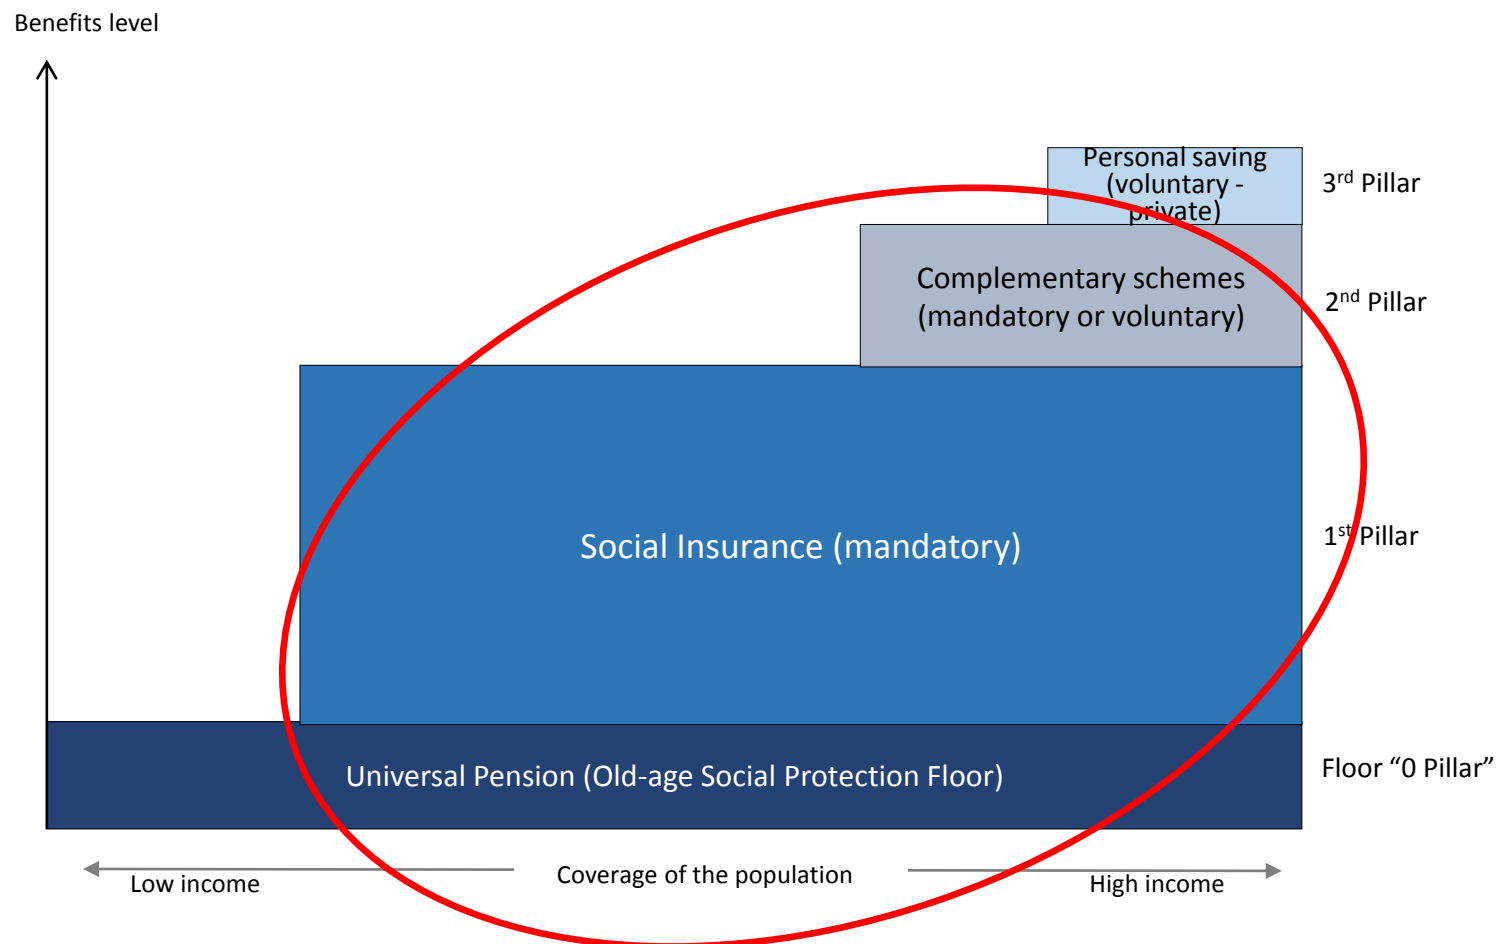 Benefits level
Personal saving
(voluntary -
private)
3rd Pillar
Complementary schemes
(mandatory or voluntary)
2nd Pillar
Social Insurance (mandatory)
1st Pillar
Universal Pension (Old-age Social Protection Floor)
Floor “0 Pillar”
Low income
Coverage of the population
High income